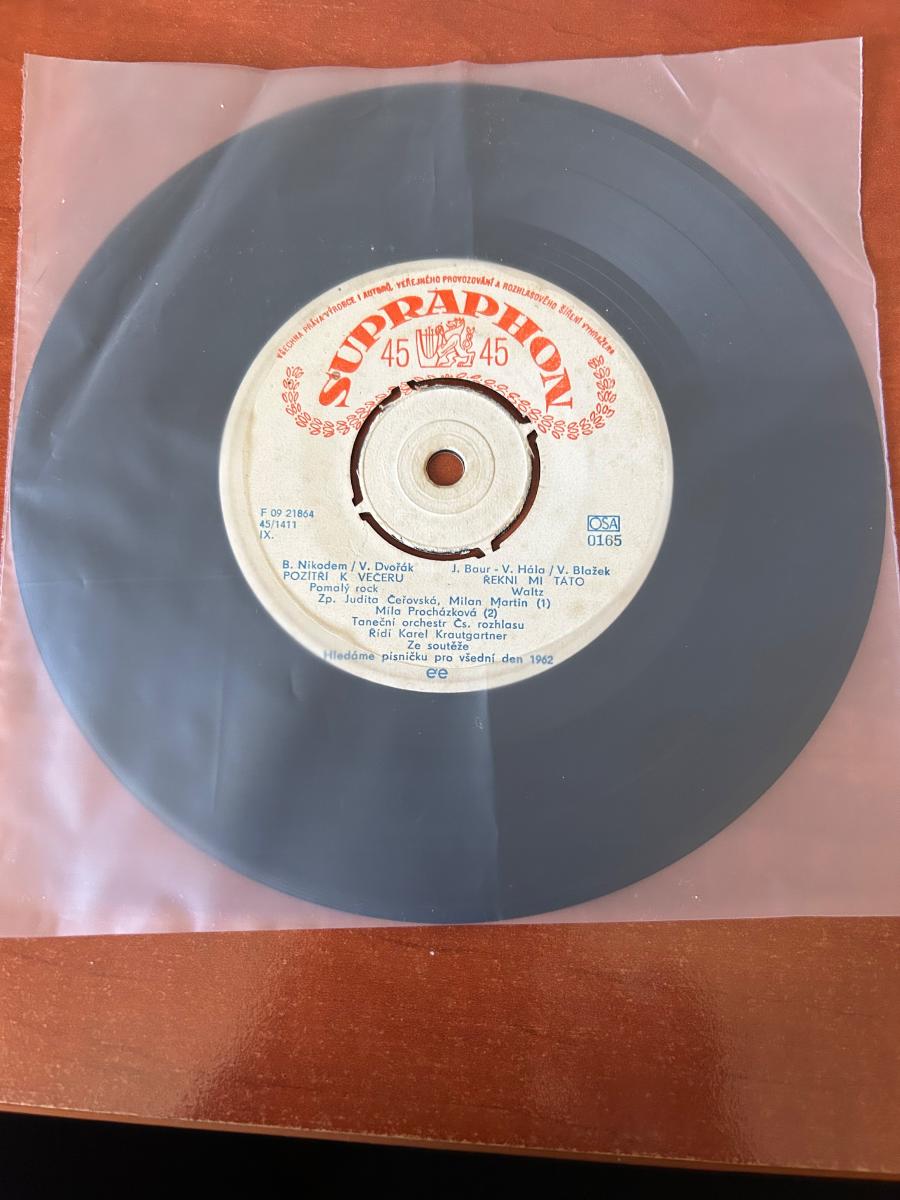 VŠECHNA PRÁVA VÝROBCE I AUTORŮ, VEŘEJNÉHO PROVOZOVÁNÍ A ROZHLASOVÉHO ŠÍŘENÍ VYHRAZENA
SUPRAPHON
45 45
F 09 21864
45/1411
IX.
OSA
0165
B. Nikodem / V. Dvořák J. Baur - V. Hála / V. Blažek
POZÍTŘÍ K VEČERU ŘEKNI MI TÁTO
Pomalý rock Waltz
Zp. Judita Čeřovská, Milan Martin (1)
Míla Procházková (2)
Taneční orchestr Čs. rozhlasu
Řídí Karel Krautgartner
Ze soutěže
Hledáme písničku pro všední den 1962